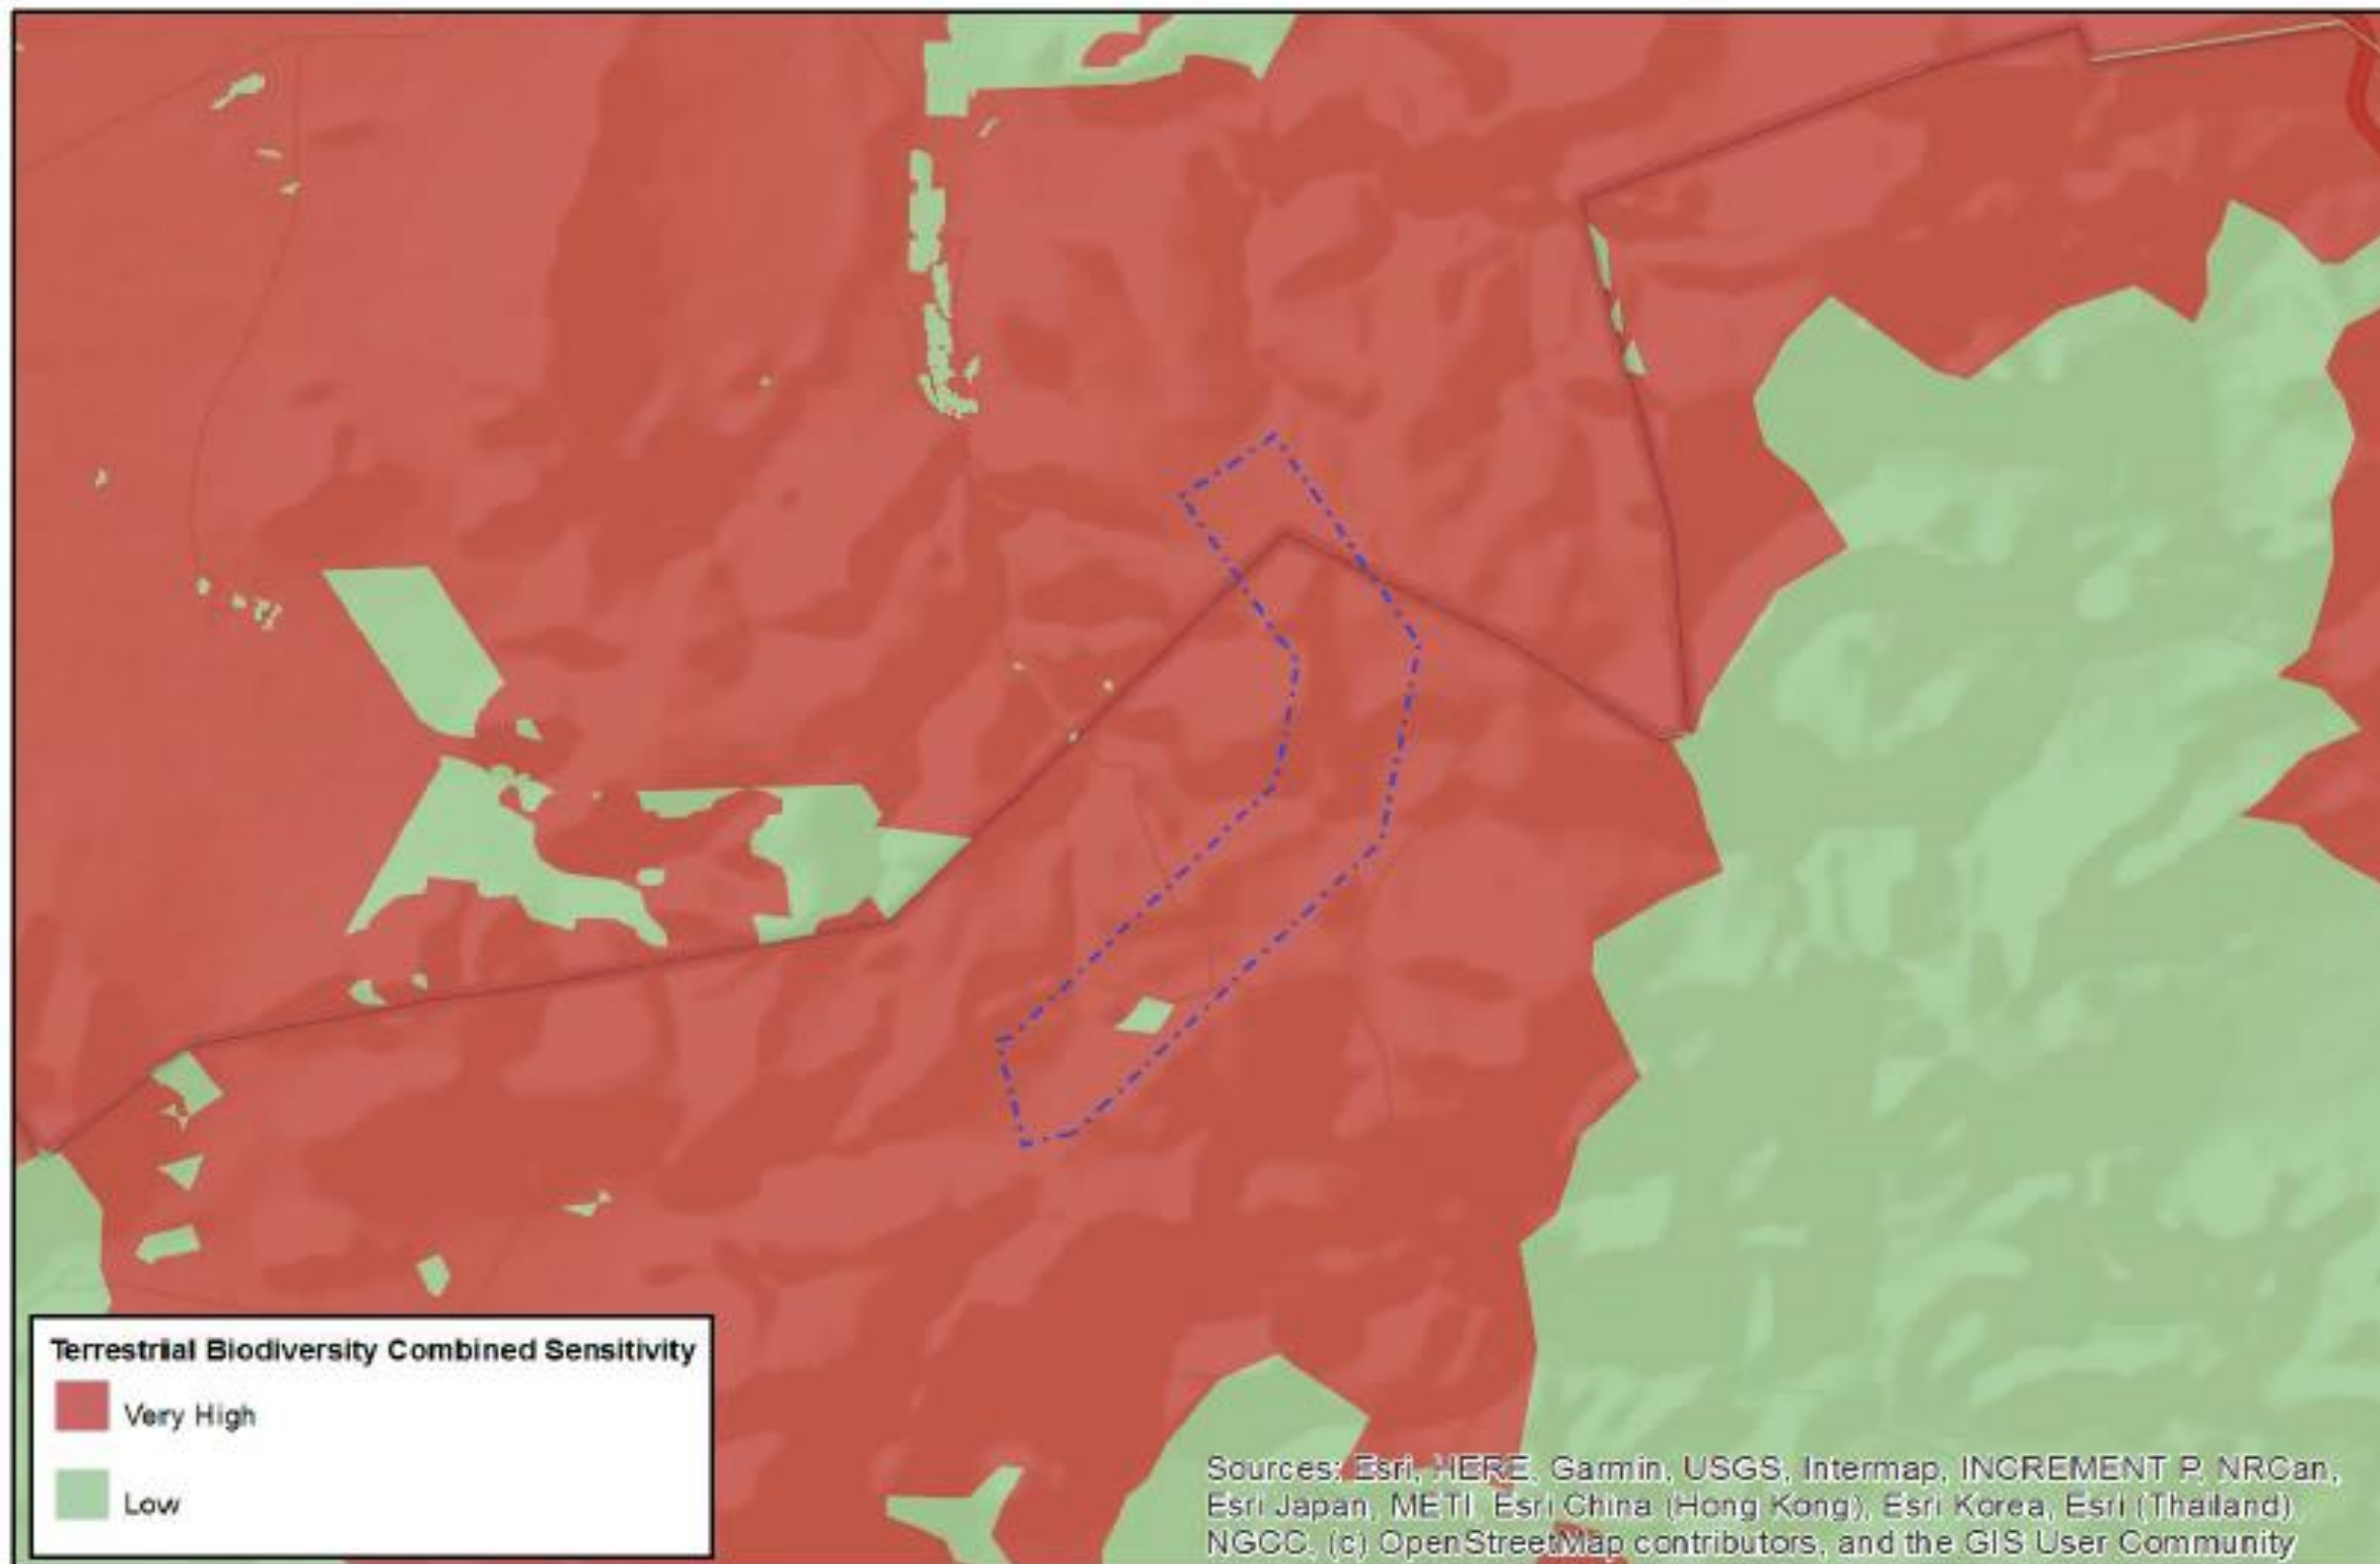 Terrestrial Biodiversity Combined Sensitivity
Very High
Low
Sources: Esri, HERE, Garmin, USGS, Intermap, INCREMENT P, NRCan,
Esri Japan, METI, Esri China (Hong Kong), Esri Korea, Esri (Thailand),
NGCC, (c) OpenStreetMap contributors, and the GIS User Community